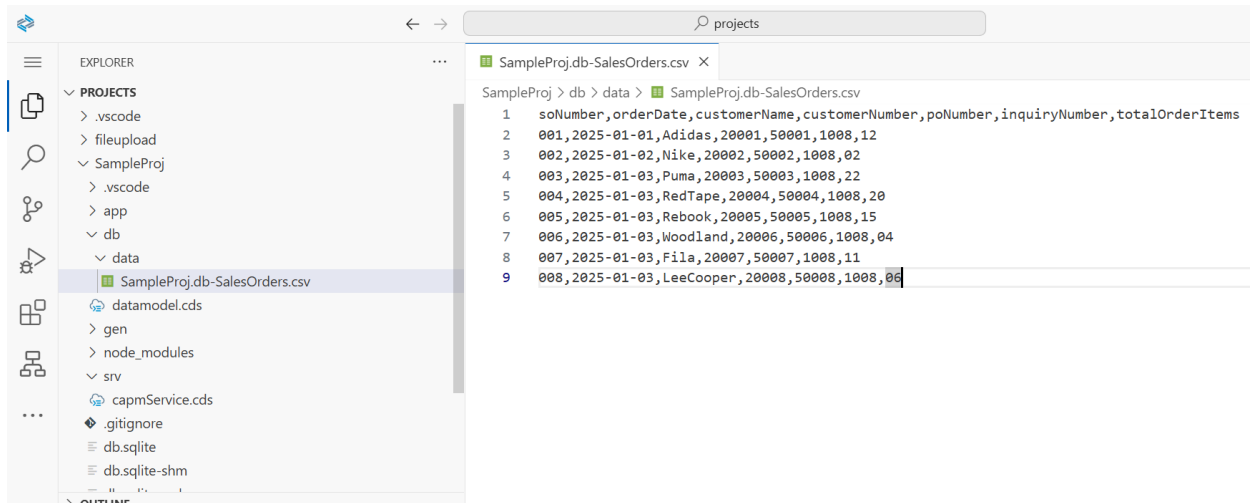 projects
EXPLORER
PROJECTS
.vscode
fileupload
SampleProj
.vscode
app
db
data
SampleProj.db-SalesOrders.csv
datamodel.cds
gen
node_modules
srv
capmService.cds
.gitignore
db.sqlite
db.sqlite-shm
OUTLINE
SampleProj.db-SalesOrders.csv
SampleProj > db > data > SampleProj.db-SalesOrders.csv
1 soNumber,orderDate,customerName,customerNumber,poNumber,inquiryNumber,totalOrderItems
2 001,2025-01-01,Adidas,20001,50001,1008,12
3 002,2025-01-02,Nike,20002,50002,1008,02
4 003,2025-01-03,Puma,20003,50003,1008,22
5 004,2025-01-03,RedTape,20004,50004,1008,20
6 005,2025-01-03,Rebook,20005,50005,1008,15
7 006,2025-01-03,Woodland,20006,50006,1008,04
8 007,2025-01-03,Fila,20007,50007,1008,11
9 008,2025-01-03,LeeCooper,20008,50008,1008,06